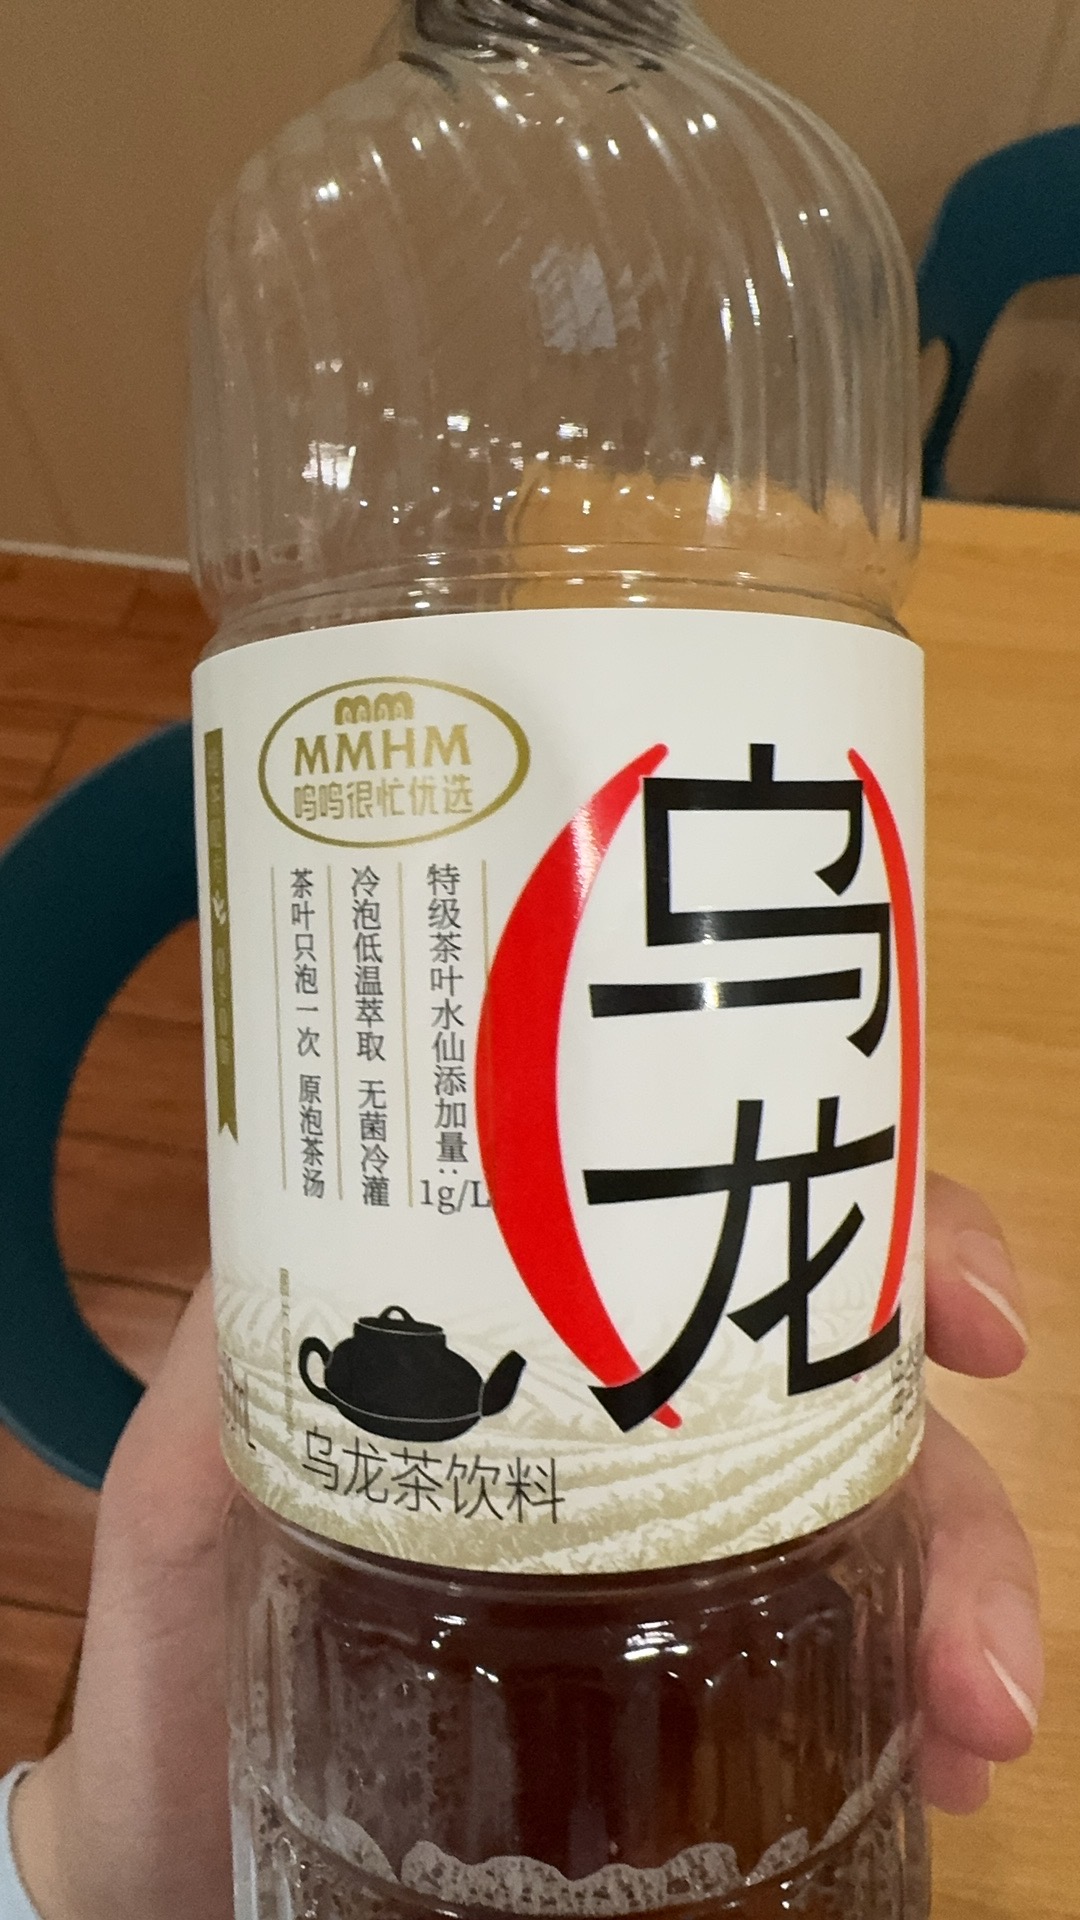 MMHM
鸣鸣很忙优选
乌龙
特级茶叶水仙添加量:1g/L
冷泡低温萃取 无菌冷灌
茶叶只泡一次 原泡茶汤
乌龙茶饮料